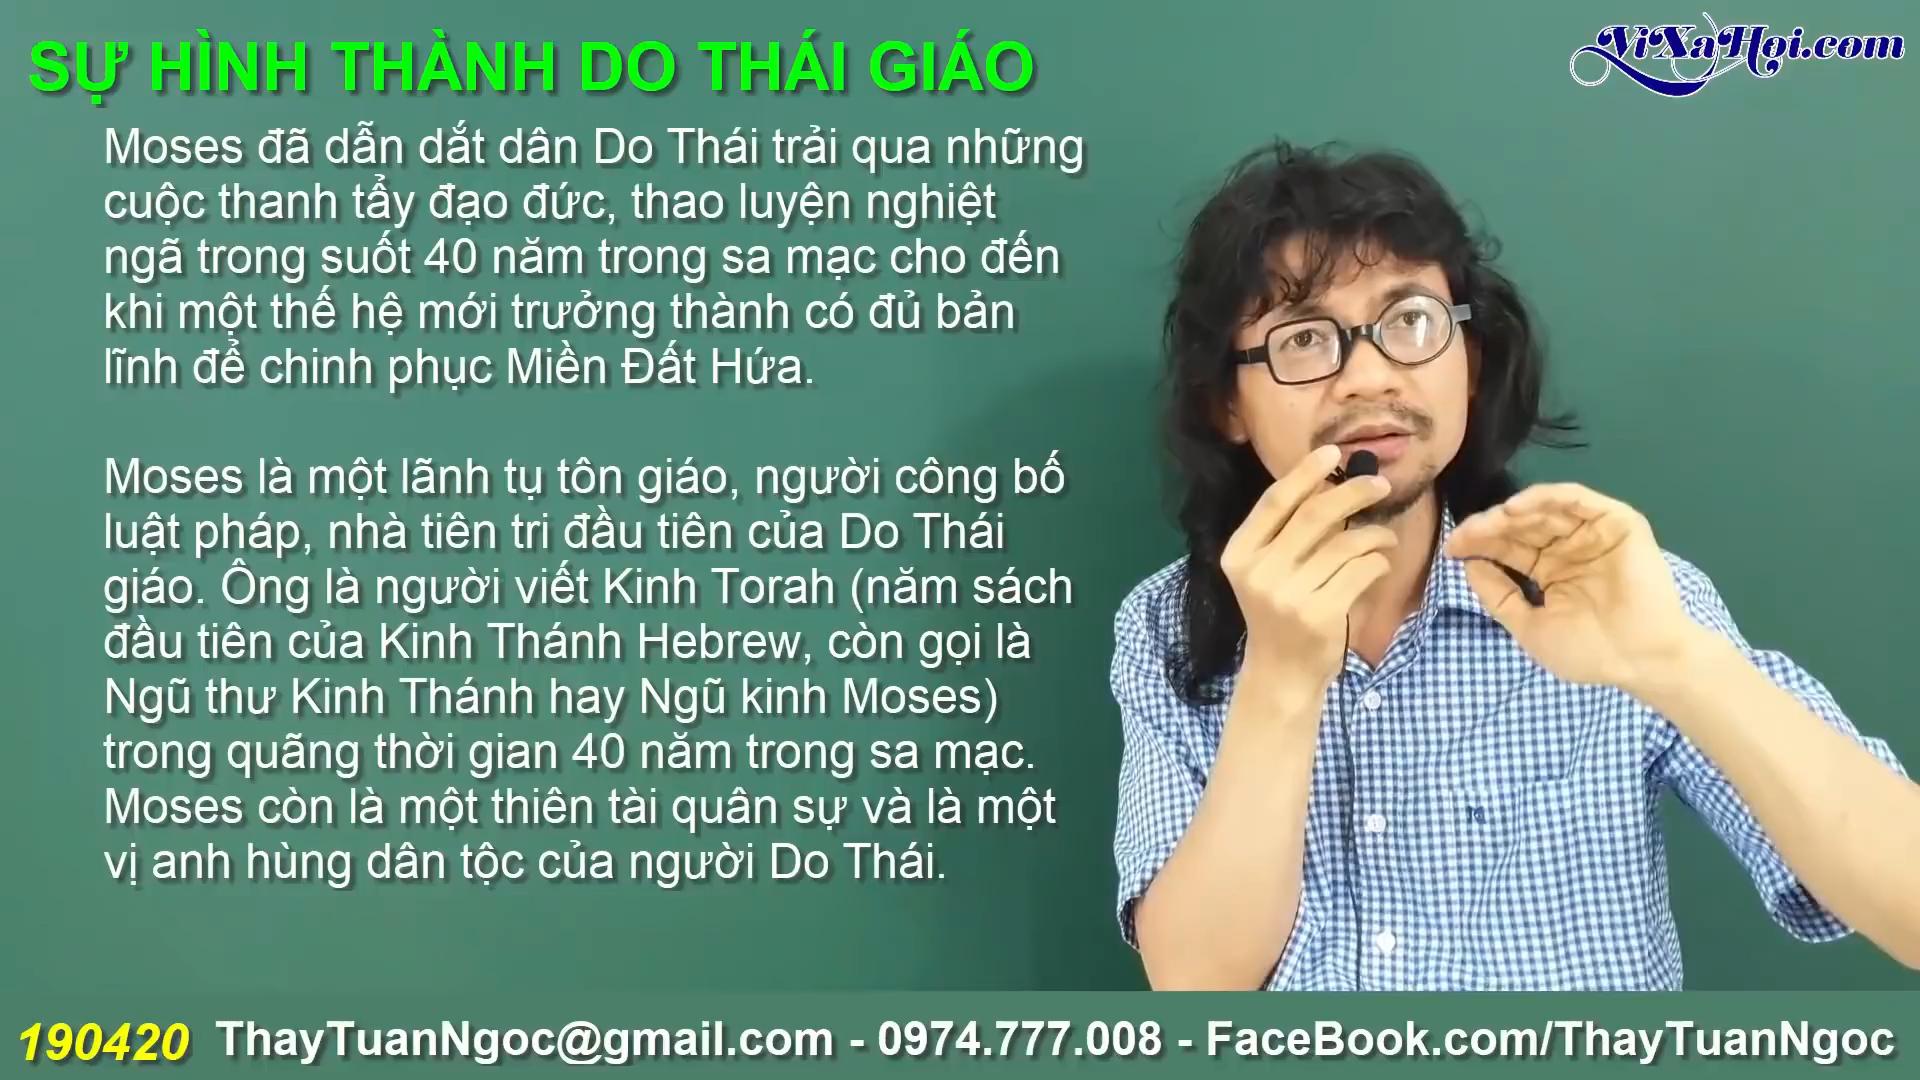 SỰ HÌNH THÀNH DO THÁI GIÁO
ViXaHoi.com
Moses đã dẫn dắt dân Do Thái trải qua những
cuộc thanh tẩy đạo đức, thao luyện nghiệt
ngã trong suốt 40 năm trong sa mạc cho đến
khi một thế hệ mới trưởng thành có đủ bản
lĩnh để chinh phục Miền Đất Hứa.
Moses là một lãnh tụ tôn giáo, người công bố
luật pháp, nhà tiên tri đầu tiên của Do Thái
giáo. Ông là người viết Kinh Torah (năm sách
đầu tiên của Kinh Thánh Hebrew, còn gọi là
Ngũ thư Kinh Thánh hay Ngũ kinh Moses)
trong quãng thời gian 40 năm trong sa mạc.
Moses còn là một thiên tài quân sự và là một
vị anh hùng dân tộc của người Do Thái.
190420 ThayTuanNgoc@gmail.com - 0974.777.008 - FaceBook.com/ThayTuanNgoc